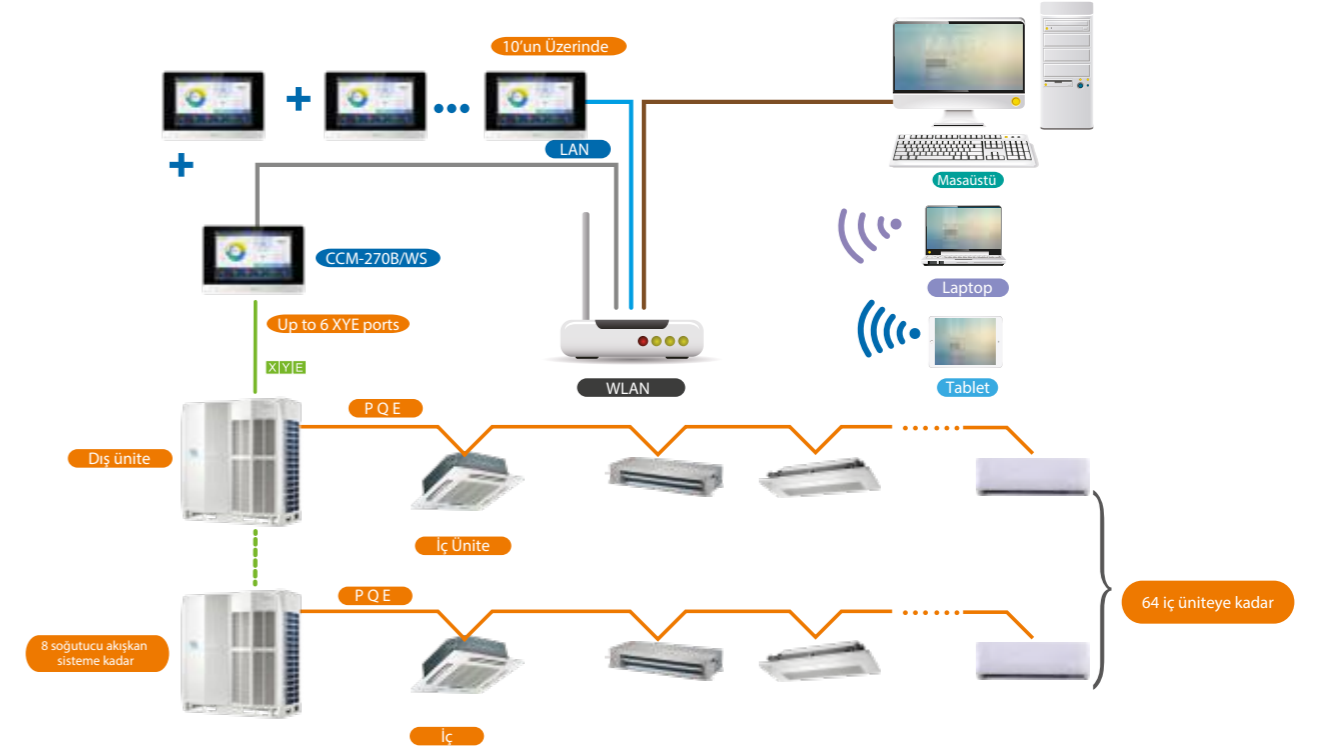 10'un Üzerinde
LAN
Masaüstü
CCM-270B/WS
Laptop
Up to 6 XYE ports
X Y E
WLAN
Tablet
P Q E
Dış ünite
İç Ünite
P Q E
64 iç üniteye kadar
8 soğutucu akışkan
sisteme kadar
İç